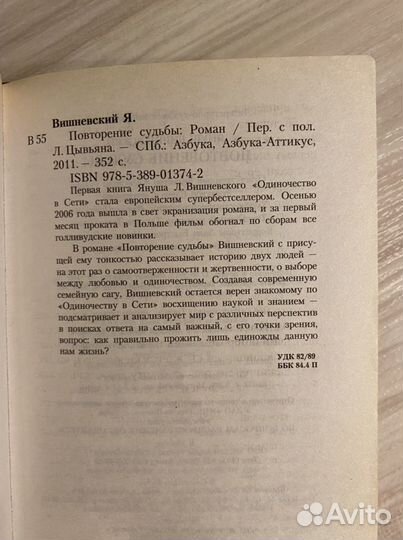 Вишневский Я.
В 55 Повторение судьбы: Роман / Пер. с пол.
Л. Цывьяна. — СПб.: Азбука, Азбука-Аттикус,
2011. — 352 с.
ISBN 978-5-389-01374-2
Первая книга Януша Л. Вишневского «Одиночество
в Сети» стала европейским супербестселлером. Осенью
2006 года вышла в свет экранизация романа, и за первый
месяц проката в Польше фильм обогнал по сборам все
голливудские новинки.
В романе «Повторение судьбы» Вишневский с прису-
щей ему тонкостью рассказывает историю двух людей —
на этот раз о самоотверженности и жертвенности, о выборе
между любовью и одиночеством. Создавая современную
семейную сагу, Вишневский остается верен знакомому по
«Одиночеству в Сети» восхищению наукой и знанием —
подсматривает и анализирует мир с различных перспектив
в поисках ответа на самый важный, с его точки зрения,
вопрос: как правильно прожить лишь единожды данную
нам жизнь?
УДК 82/89
ББК 84.4 П
Avito